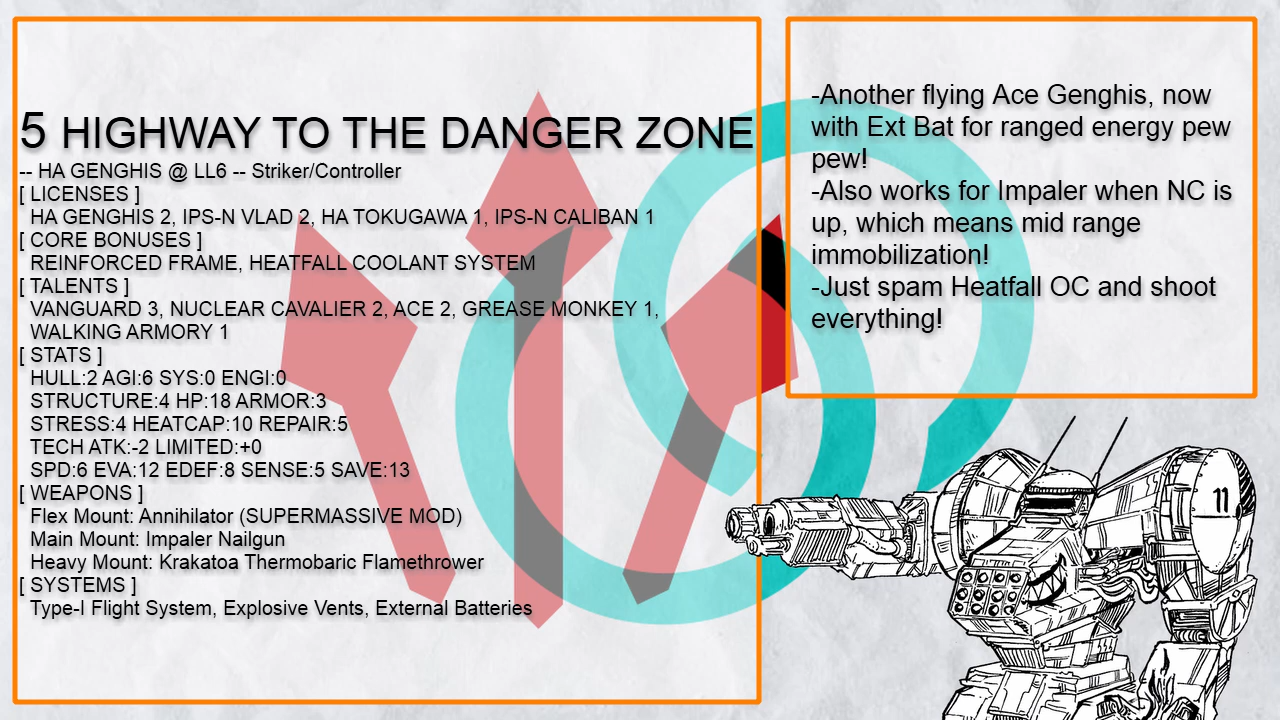 5 HIGHWAY TO THE DANGER ZONE
-- HA GENGHIS @ LL6 -- Striker/Controller
[ LICENSES ]
HA GENGHIS 2, IPS-N VLAD 2, HA TOKUGAWA 1, IPS-N CALIBAN 1
[ CORE BONUSES ]
REINFORCED FRAME, HEATFALL COOLANT SYSTEM
[ TALENTS ]
VANGUARD 3, NUCLEAR CAVALIER 2, ACE 2, GREASE MONKEY 1,
WALKING ARMORY 1
[ STATS ]
HULL:2 AGI:6 SYS:0 ENGI:0
STRUCTURE:4 HP:18 ARMOR:3
STRESS:4 HEATCAP:10 REPAIR:5
TECH ATK:-2 LIMITED:+0
SPD:6 EVA:12 EDEF:8 SENSE:5 SAVE:13
[ WEAPONS ]
Flex Mount: Annihilator (SUPERMASSIVE MOD)
Main Mount: Impaler Nailgun
Heavy Mount: Krakatoa Thermobaric Flamethrower
[ SYSTEMS ]
Type-I Flight System, Explosive Vents, External Batteries
-Another flying Ace Genghis, now
with Ext Bat for ranged energy pew
pew!
-Also works for Impaler when NC is
up, which means mid range
immobilization!
-Just spam Heatfall OC and shoot
everything!
11